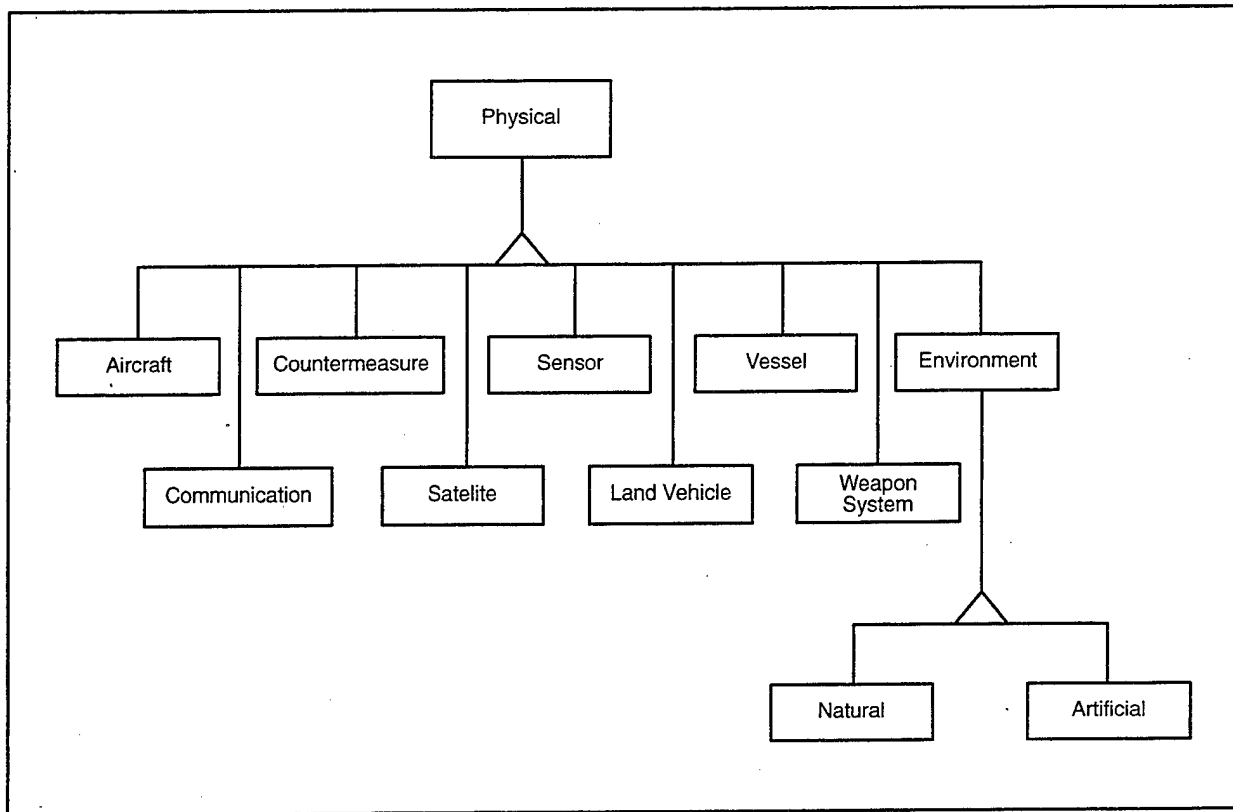 Physical
Aircraft
Countermeasure
Sensor
Vessel
Environment
Communication
Satelite
Land Vehicle
Weapon
System
Natural
Artificial